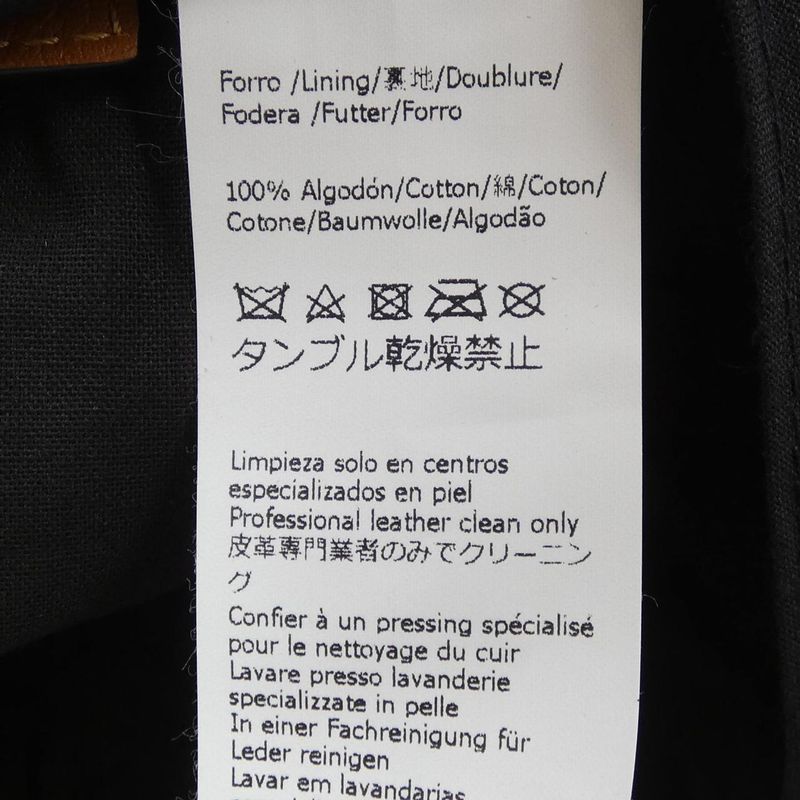 Forro /Lining/裏地/Doublure/
Fodera /Futter/Forro
100% Algodón/Cotton/綿/Coton/
Cotone/Baumwolle/Algodão
タンブル乾燥禁止
Limpieza solo en centros
especializados en piel
Professional leather clean only
皮革専門業者のみでクリーニン
グ
Confier à un pressing spécialisé
pour le nettoyage du cuir
Lavare presso lavanderie
specializzate in pelle
In einer Fachreinigung für
Leder reinigen
Lavar em lavandarias